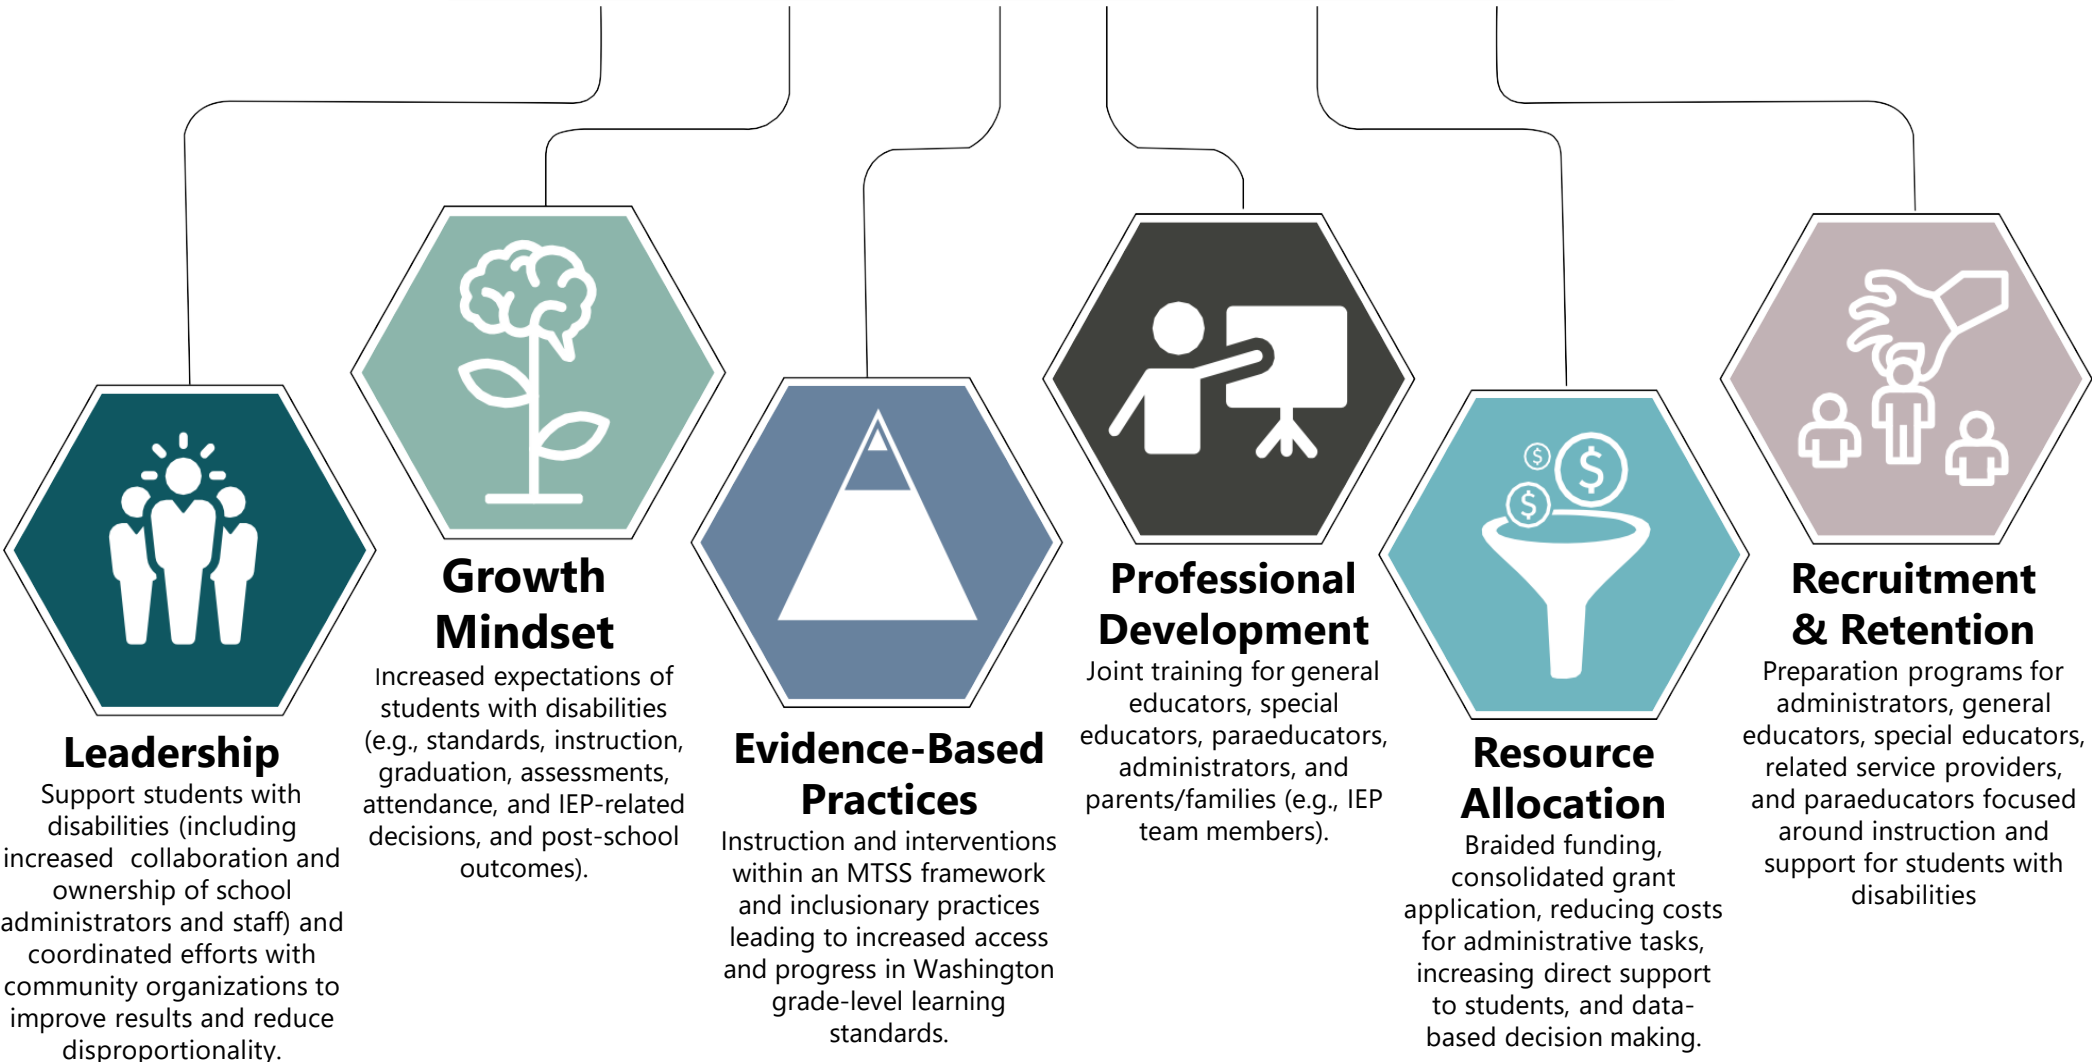 Leadership
Support students with
disabilities (including
increased  collaboration and
ownership of school
administrators and staff) and
coordinated efforts with
community organizations to
improve results and reduce
disproportionality.
Growth
Mindset
Increased expectations of
students with disabilities
(e.g., standards, instruction,
graduation, assessments,
attendance, and IEP-related
decisions, and post-school
outcomes).
Evidence-Based
Practices
Instruction and interventions
within an MTSS framework
and inclusionary practices
leading to increased access
and progress in Washington
grade-level learning
standards.
Professional
Development
Joint training for general
educators, special
educators, paraeducators,
administrators, and
parents/families (e.g., IEP
team members).
$
$
$
Resource
Allocation
Braided funding,
consolidated grant
application, reducing costs
for administrative tasks,
increasing direct support
to students, and data-
based decision making.
Recruitment
& Retention
Preparation programs for
administrators, general
educators, special educators,
related service providers,
and paraeducators focused
around instruction and
support for students with
disabilities